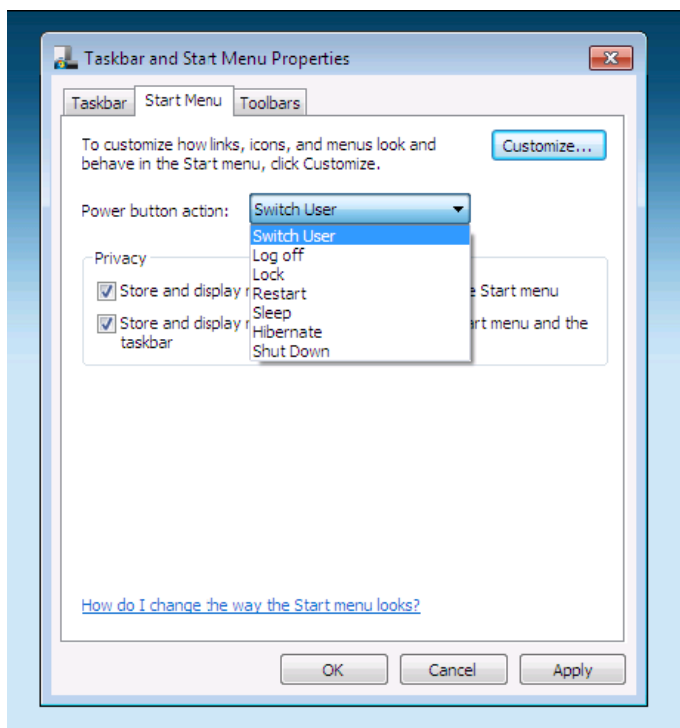 Taskbar and Start Menu Properties
Taskbar Start Menu Toolbars
To customize how links, icons, and menus look and
behave in the Start menu, click Customize.
Customize...
Power button action: Switch User
Switch User
Log off
Lock
Restart
Sleep
Hibernate
Shut Down
Privacy
Store and display Start menu
Store and display menu and the
taskbar
How do I change the way the Start menu looks?
OK Cancel Apply